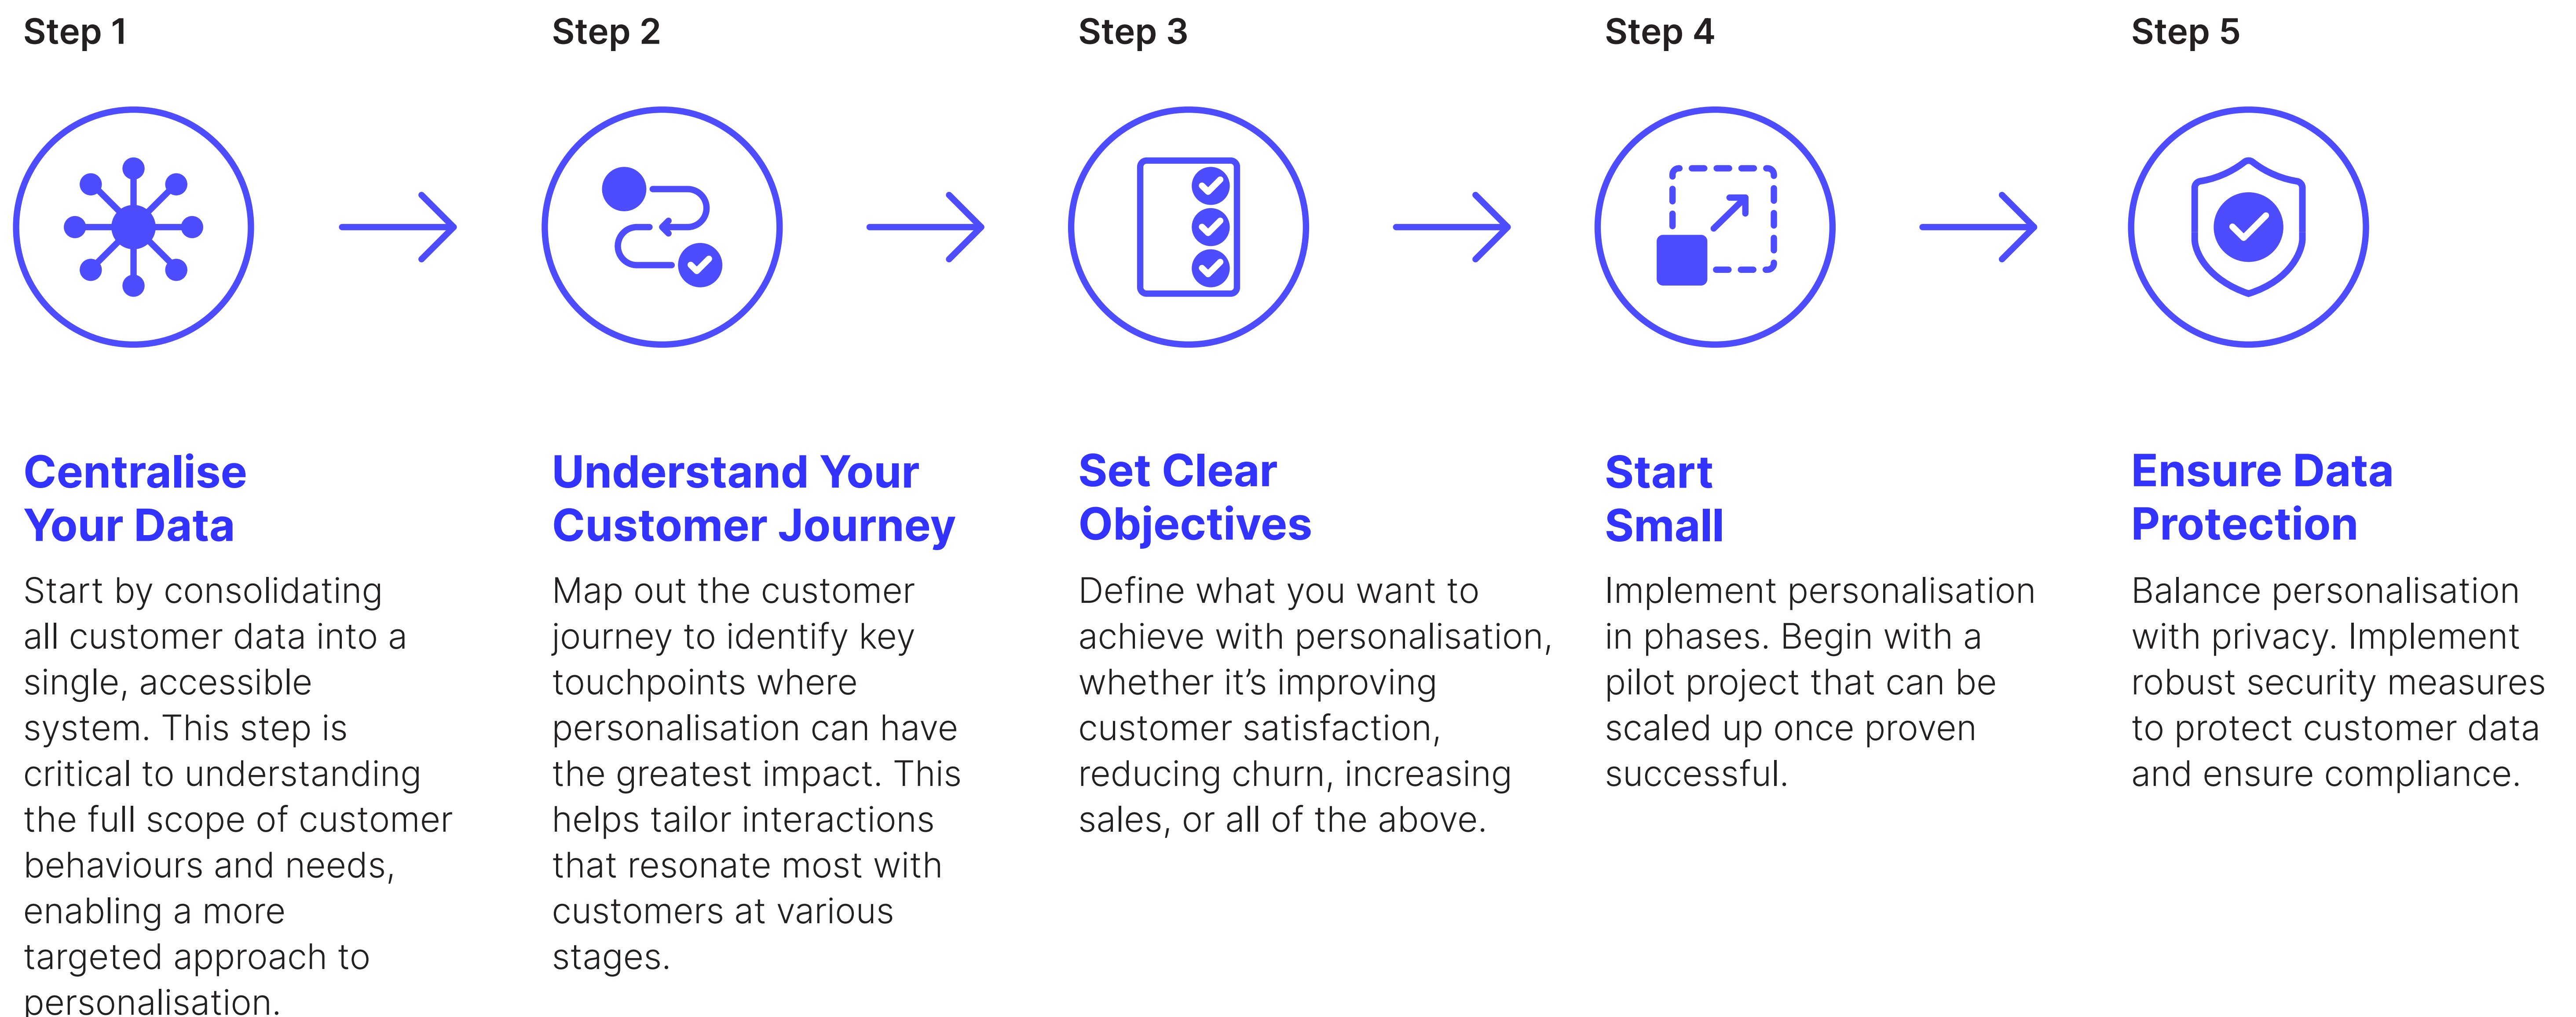 Step 1
Centralise
Your Data
Start by consolidating
all customer data into a
single, accessible
system. This step is
critical to understanding
the full scope of customer
behaviours and needs,
enabling a more
targeted approach to
personalisation.
Step 2
Understand Your
Customer Journey
Map out the customer
journey to identify key
touchpoints where
personalisation can have
the greatest impact. This
helps tailor interactions
that resonate most with
customers at various
stages.
Step 3
Set Clear
Objectives
Define what you want to
achieve with personalisation,
whether it’s improving
customer satisfaction,
reducing churn, increasing
sales, or all of the above.
Step 4
Start
Small
Implement personalisation
in phases. Begin with a
pilot project that can be
scaled up once proven
successful.
Step 5
Ensure Data
Protection
Balance personalisation
with privacy. Implement
robust security measures
to protect customer data
and ensure compliance.